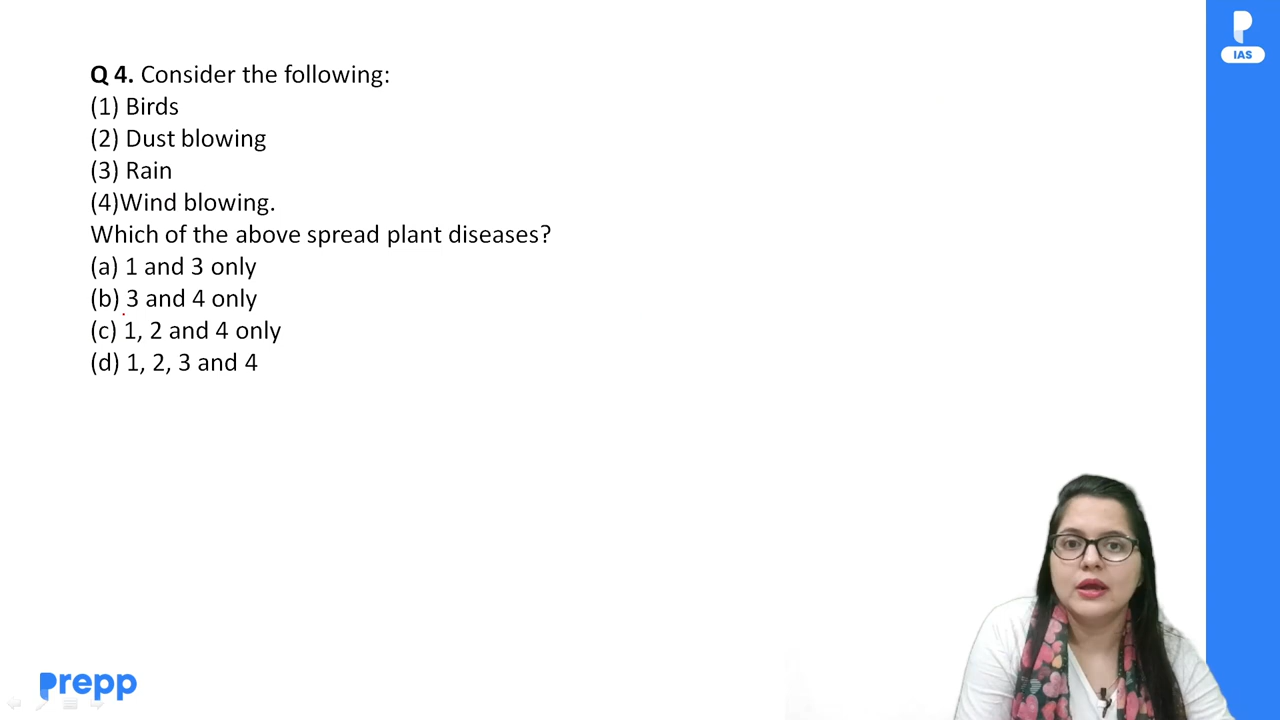 Q 4. Consider the following:
(1) Birds
(2) Dust blowing
(3) Rain
(4)Wind blowing.
Which of the above spread plant diseases?
(a) 1 and 3 only
(b) 3 and 4 only
(c) 1, 2 and 4 only
(d) 1, 2, 3 and 4
IAS
prepp